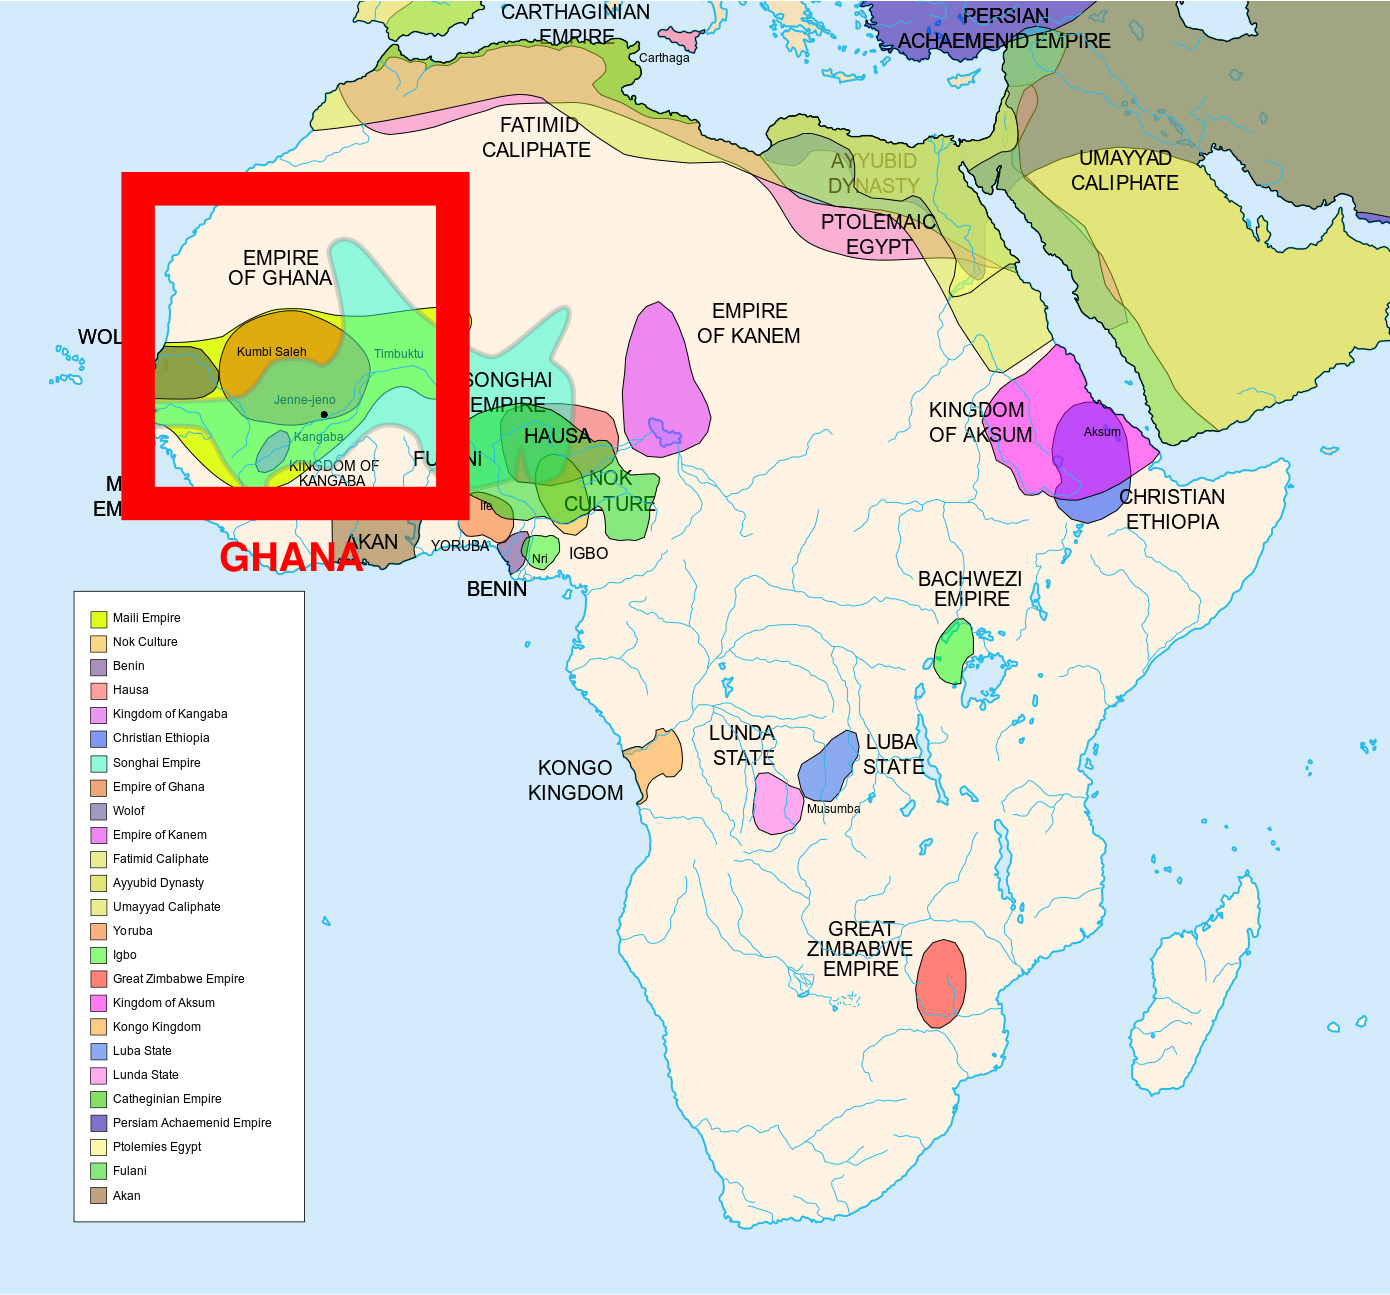 CARTHAGINIAN
EMPIRE
Carthaga
PERSIAN
ACHAEMENID EMPIRE
FATIMID
CALIPHATE
AYYUBID
DYNASTY
UMAYYAD
CALIPHATE
PTOLEMAIC
EGYPT
EMPIRE
OF GHANA
EMPIRE
OF KANEM
WOL
Kumbi Saleh
Timbuktu
Jenne-jeno
Kangaba
KINGDOM OF
KANGABA
SONGHAI
EMPIRE
HAUSA
FU NI
NOK
CULTURE
KINGDOM
OF AKSUM
Aksum
CHRISTIAN
ETHIOPIA
M
EM
Ife
AKAN
YORUBA
Nri
IGBO
BENIN
GHANA
BACHWEZI
EMPIRE
LUNDA
STATE
LUBA
STATE
Musumba
KONGO
KINGDOM
GREAT
ZIMBABWE
EMPIRE
Maili Empire
Nok Culture
Benin
Hausa
Kingdom of Kangaba
Christian Ethiopia
Songhai Empire
Empire of Ghana
Wolof
Empire of Kanem
Fatimid Caliphate
Ayyubid Dynasty
Umayyad Caliphate
Yoruba
Igbo
Great Zimbabwe Empire
Kingdom of Aksum
Kongo Kingdom
Luba State
Lunda State
Catheginian Empire
Persiam Achaemenid Empire
Ptolemies Egypt
Fulani
Akan